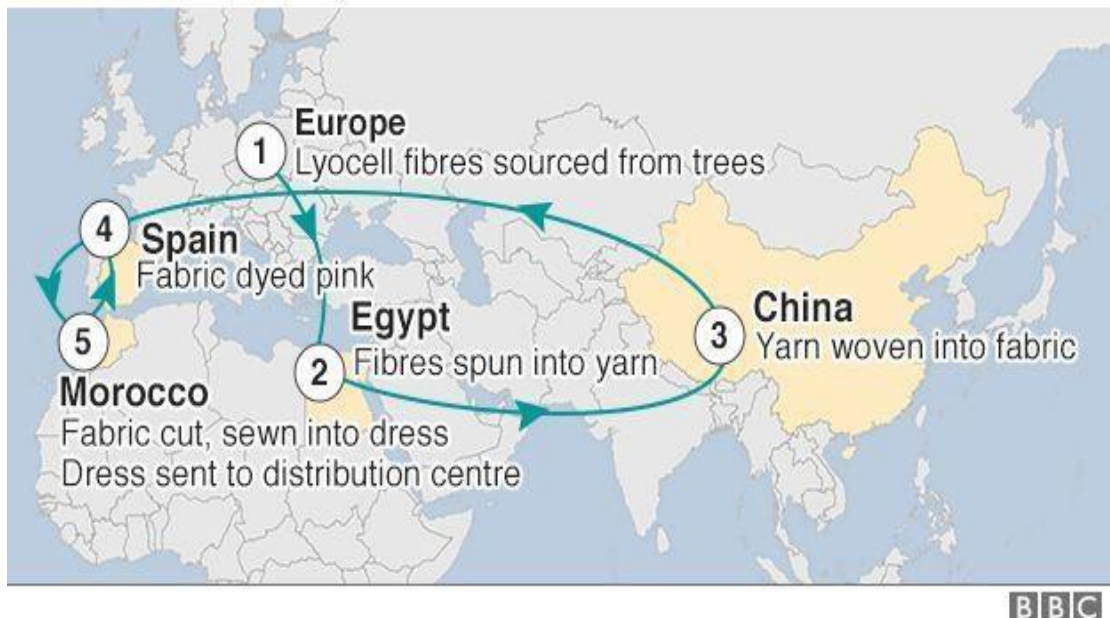 1
Europe
Lyocell fibres sourced from trees
4
Spain
Fabric dyed pink
Egypt
2
Fibres spun into yarn
3
China
Yarn woven into fabric
5
Morocco
Fabric cut, sewn into dress
Dress sent to distribution centre
BBC